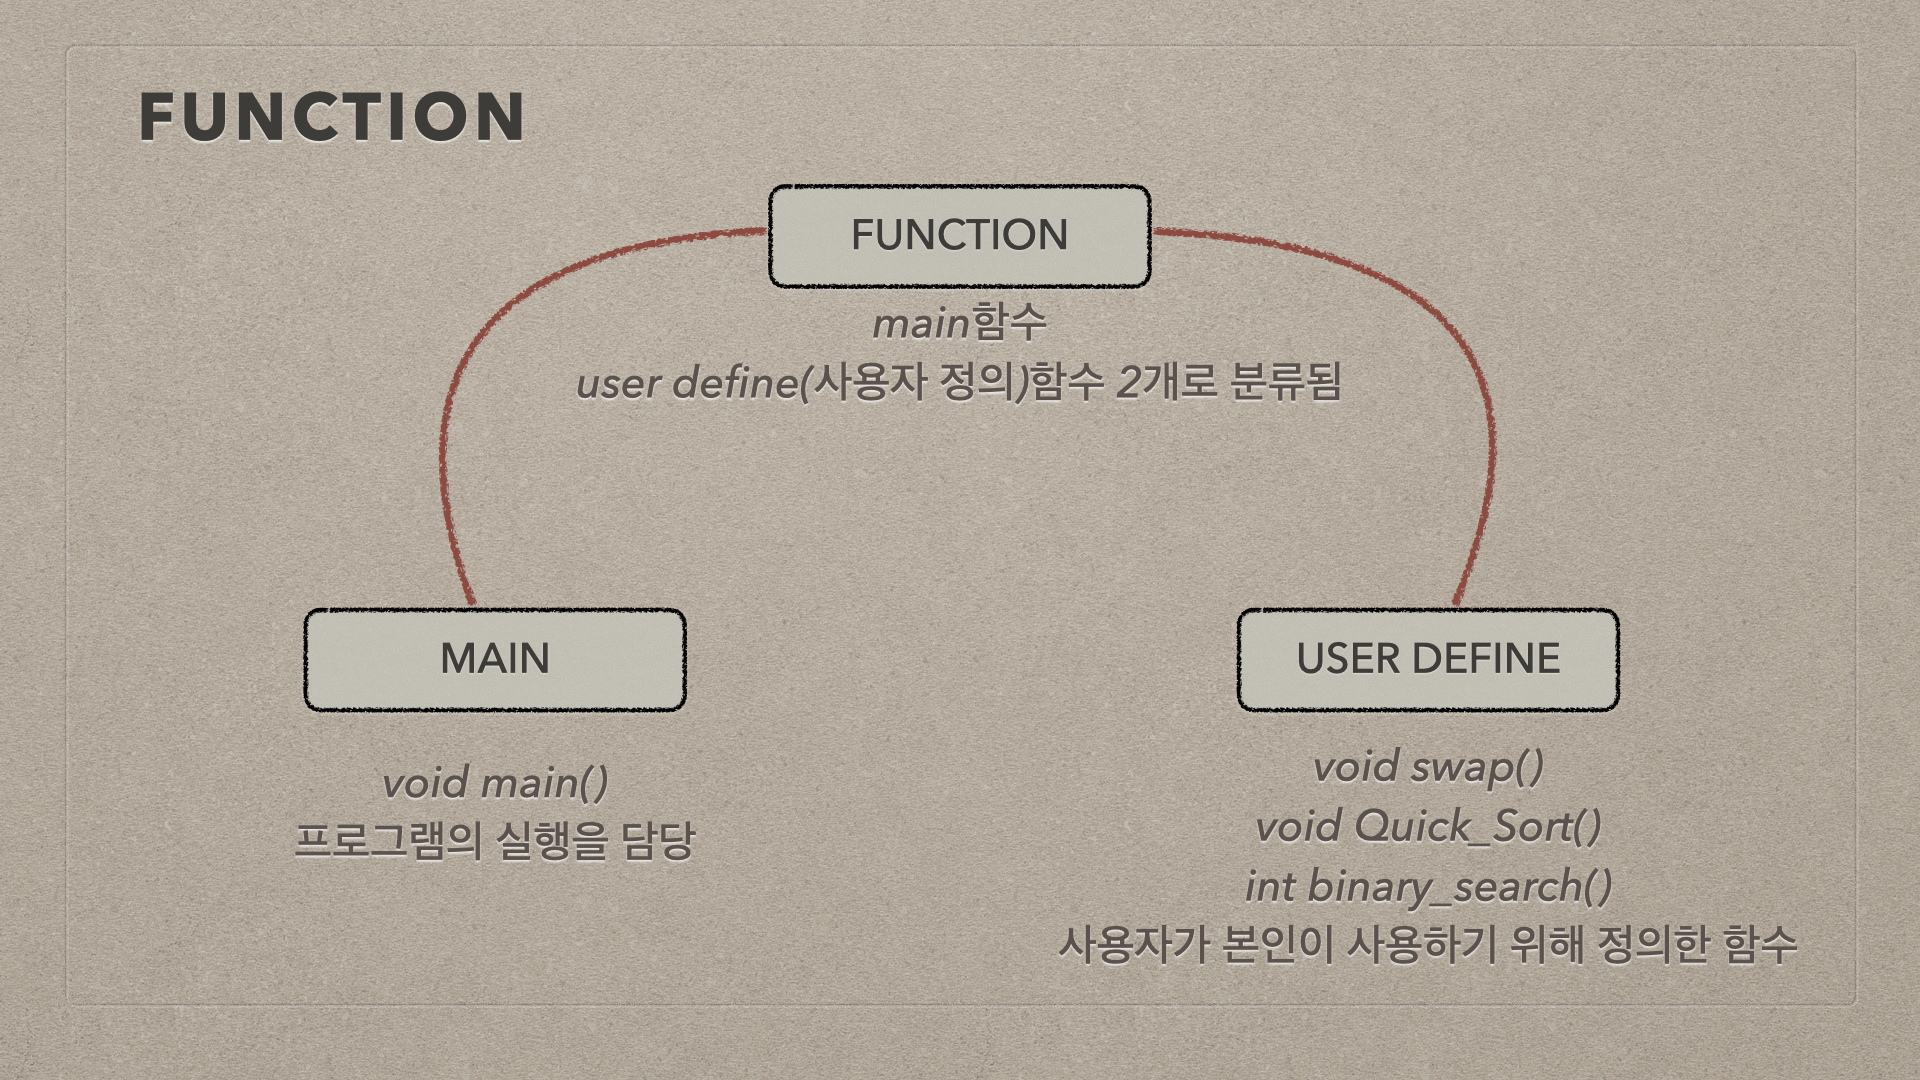 FUNCTION
FUNCTION
main함수
user define(사용자 정의)함수 2개로 분류됨
MAIN
void main()
프로그램의 실행을 담당
USER DEFINE
void swap()
void Quick_Sort()
int binary_search()
사용자가 본인이 사용하기 위해 정의한 함수